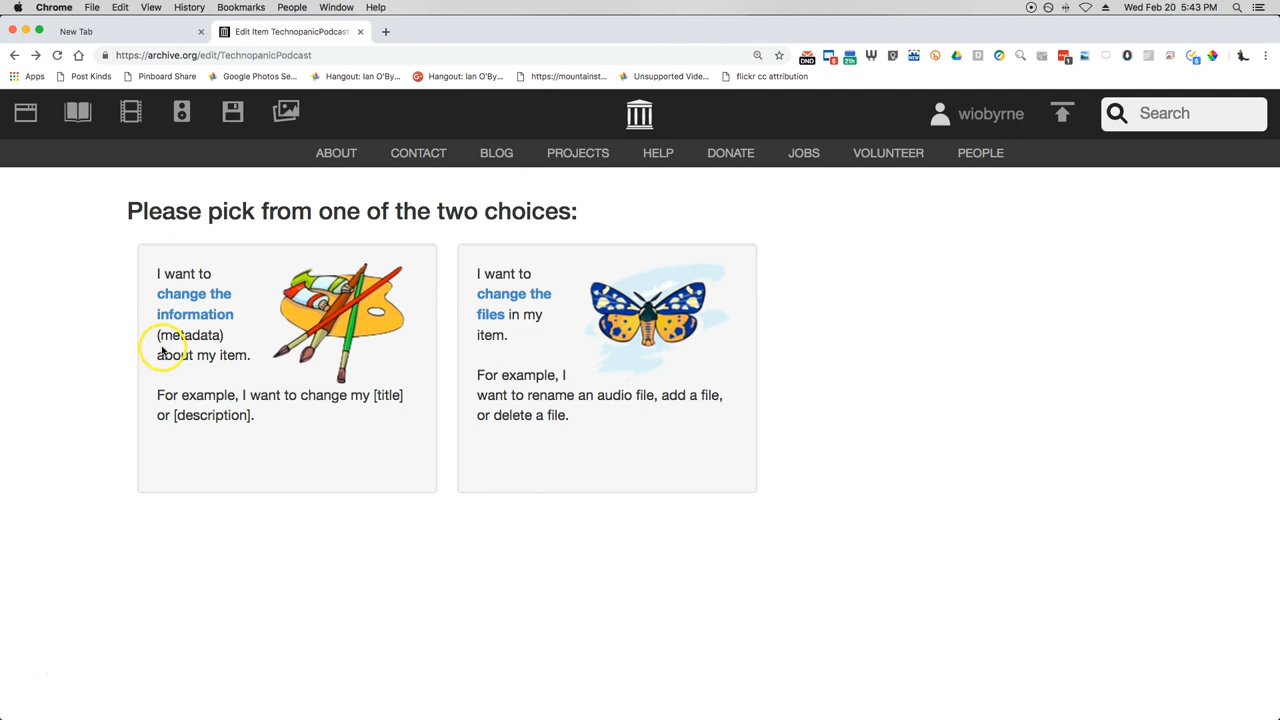 Chrome File Edit View History Bookmarks People Window Help Wed Feb 20 5:43 PM
New Tab Edit Item TechnopanicPodcast
https://archive.org/edit/TechnopanicPodcast
DND 6 21h 1 6
Apps Post Kinds Pinboard Share Google Photos Se... Hangout: Ian O'By... Hangout: Ian O'By... https://mountainst... Unsupported Vide... flickr cc attribution
wiobyrne Search
ABOUT CONTACT BLOG PROJECTS HELP DONATE JOBS VOLUNTEER PEOPLE
Please pick from one of the two choices:
I want to
change the
information
(metadata)
about my item.
For example, I want to change my [title]
or [description].
I want to
change the
files in my
item.
For example, I
want to rename an audio file, add a file,
or delete a file.